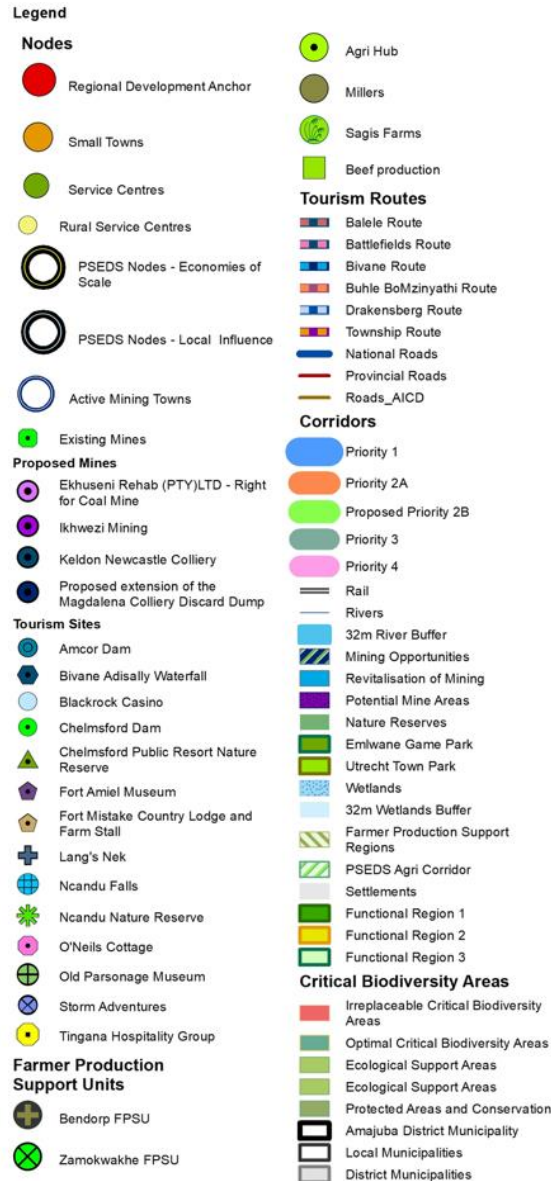 Legend
Nodes
Regional Development Anchor
Small Towns
Service Centres
Rural Service Centres
PSEDS Nodes - Economies of
Scale
PSEDS Nodes - Local Influence
Active Mining Towns
Existing Mines
Proposed Mines
Ekhuseni Rehab (PTY)LTD - Right
for Coal Mine
Ikhwezi Mining
Keldon Newcastle Colliery
Proposed extension of the
Magdalena Colliery Discard Dump
Tourism Sites
Amcor Dam
Bivane Adisally Waterfall
Blackrock Casino
Chelmsford Dam
Chelmsford Public Resort Nature
Reserve
Fort Amiel Museum
Fort Mistake Country Lodge and
Farm Stall
Lang's Nek
Ncandu Falls
Ncandu Nature Reserve
O'Neils Cottage
Old Parsonage Museum
Storm Adventures
Tingana Hospitality Group
Farmer Production
Support Units
Bendorp FPSU
Zamokwakhe FPSU
Agri Hub
Millers
Sagis Farms
Beef production
Tourism Routes
Balele Route
Battlefields Route
Bivane Route
Buhle BoMzinyathi Route
Drakensberg Route
Township Route
National Roads
Provincial Roads
Roads_AICD
Corridors
Priority 1
Priority 2A
Proposed Priority 2B
Priority 3
Priority 4
Rail
Rivers
32m River Buffer
Mining Opportunities
Revitalisation of Mining
Potential Mine Areas
Nature Reserves
Emlwane Game Park
Utrecht Town Park
Wetlands
32m Wetlands Buffer
Farmer Production Support
Regions
PSEDS Agri Corridor
Settlements
Functional Region 1
Functional Region 2
Functional Region 3
Critical Biodiversity Areas
Irreplaceable Critical Biodiversity
Areas
Optimal Critical Biodiversity Areas
Ecological Support Areas
Ecological Support Areas
Protected Areas and Conservation
Amajuba District Municipality
Local Municipalities
District Municipalities